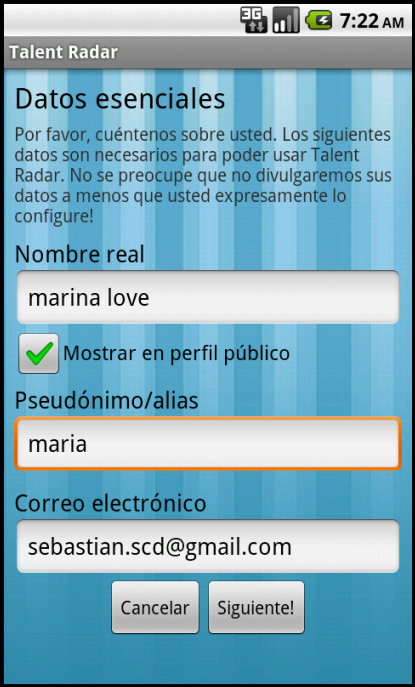 3G 7:22 AM
Talent Radar
Datos esenciales
Por favor, cuéntenos sobre usted. Los siguientes
datos son necesarios para poder usar Talent
Radar. No se preocupe que no divulgaremos sus
datos a menos que usted expresamente lo
configure!
Nombre real
marina love
Mostrar en perfil público
Pseudónimo/alias
maria
Correo electrónico
sebastian.scd@gmail.com
Cancelar Siguiente!